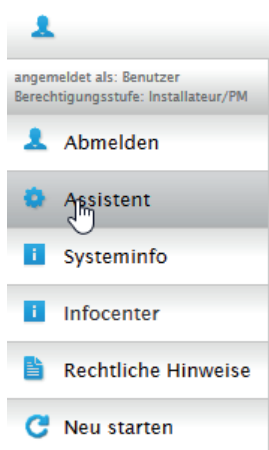 angemeldet als: Benutzer
Berechtigungsstufe: Installateur/PM
Abmelden
Assistent
Systeminfo
Infocenter
Rechtliche Hinweise
Neu starten